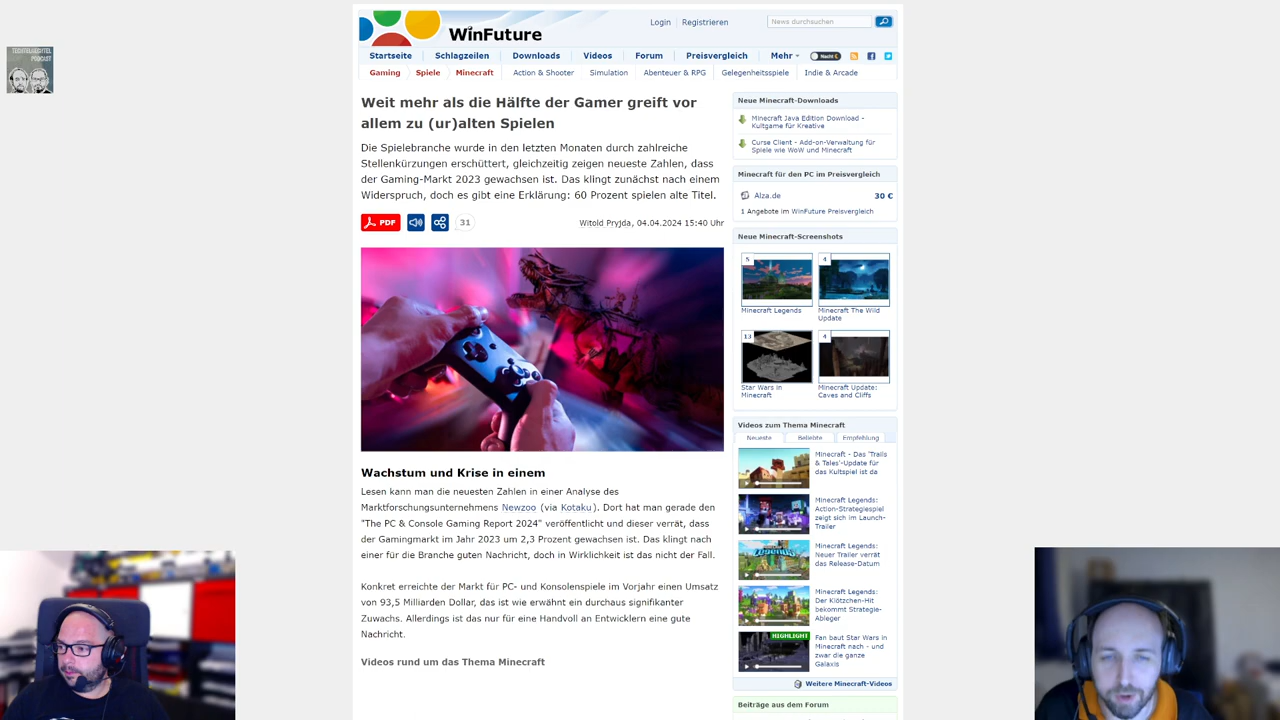 TECHTELMECHTEL
PODCAST
WinFuture
Login
Registrieren
News durchsuchen
Startseite
Schlagzeilen
Downloads
Videos
Forum
Preisvergleich
Mehr
Nacht
Gaming
Spiele
Minecraft
Action & Shooter
Simulation
Abenteuer & RPG
Gelegenheitsspiele
Indie & Arcade
Weit mehr als die Hälfte der Gamer greift vor
allem zu (ur)alten Spielen
Die Spielebranche wurde in den letzten Monaten durch zahlreiche
Stellenkürzungen erschüttert, gleichzeitig zeigen neueste Zahlen, dass
der Gaming-Markt 2023 gewachsen ist. Das klingt zunächst nach einem
Widerspruch, doch es gibt eine Erklärung: 60 Prozent spielen alte Titel.
PDF
31
Witold Pryjda, 04.04.2024 15:40 Uhr
Wachstum und Krise in einem
Lesen kann man die neuesten Zahlen in einer Analyse des
Marktforschungsunternehmens Newzoo (via Kotaku). Dort hat man gerade den
"The PC & Console Gaming Report 2024" veröffentlicht und dieser verrät, dass
der Gamingmarkt im Jahr 2023 um 2,3 Prozent gewachsen ist. Das klingt nach
einer für die Branche guten Nachricht, doch in Wirklichkeit ist das nicht der Fall.
Konkret erreichte der Markt für PC- und Konsolenspiele im Vorjahr einen Umsatz
von 93,5 Milliarden Dollar, das ist wie erwähnt ein durchaus signifikanter
Zuwachs. Allerdings ist das nur für eine Handvoll an Entwicklern eine gute
Nachricht.
Videos rund um das Thema Minecraft
Neue Minecraft-Downloads
Minecraft Java Edition Download -
Kultgame für Kreative
Curse Client - Add-on-Verwaltung für
Spiele wie WoW und Minecraft
Minecraft für den PC im Preisvergleich
Alza.de
30 €
1 Angebote im WinFuture Preisvergleich
Neue Minecraft-Screenshots
5
4
Minecraft Legends
Minecraft The Wild
Update
13
4
Star Wars in
Minecraft
Minecraft Update:
Caves and Cliffs
Videos zum Thema Minecraft
Neueste
Beliebte
Empfehlung
Minecraft - Das 'Trails
& Tales'-Update für
das Kultspiel ist da
Minecraft Legends:
Action-Strategiespiel
zeigt sich im Launch-
Trailer
Minecraft Legends:
Neuer Trailer verrät
das Release-Datum
Minecraft Legends:
Der Klötzchen-Hit
bekommt Strategie-
Ableger
HIGHLIGHT
Fan baut Star Wars in
Minecraft nach - und
zwar die ganze
Galaxis
Weitere Minecraft-Videos
Beiträge aus dem Forum